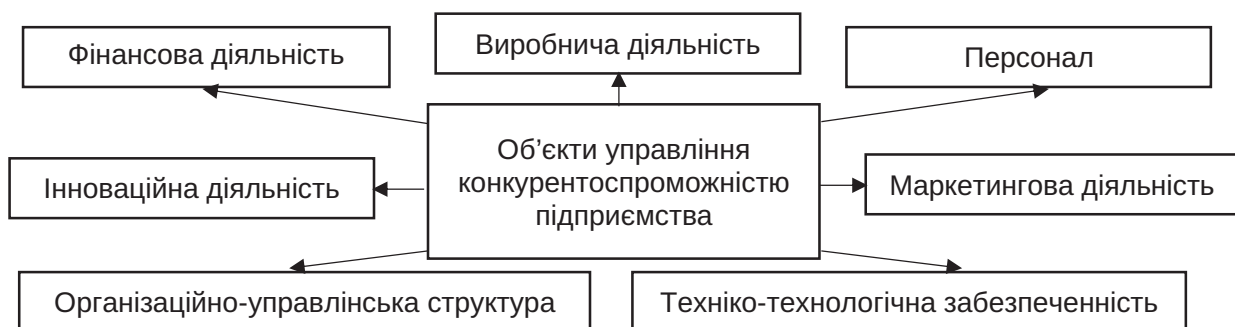 Фінансова діяльність
Виробнича діяльність
Персонал
Об’єкти управління
конкурентоспроможністю
підприємства
Інноваційна діяльність
Маркетингова діяльність
Організаційно-управлінська структура
Техніко-технологічна забезпеченність